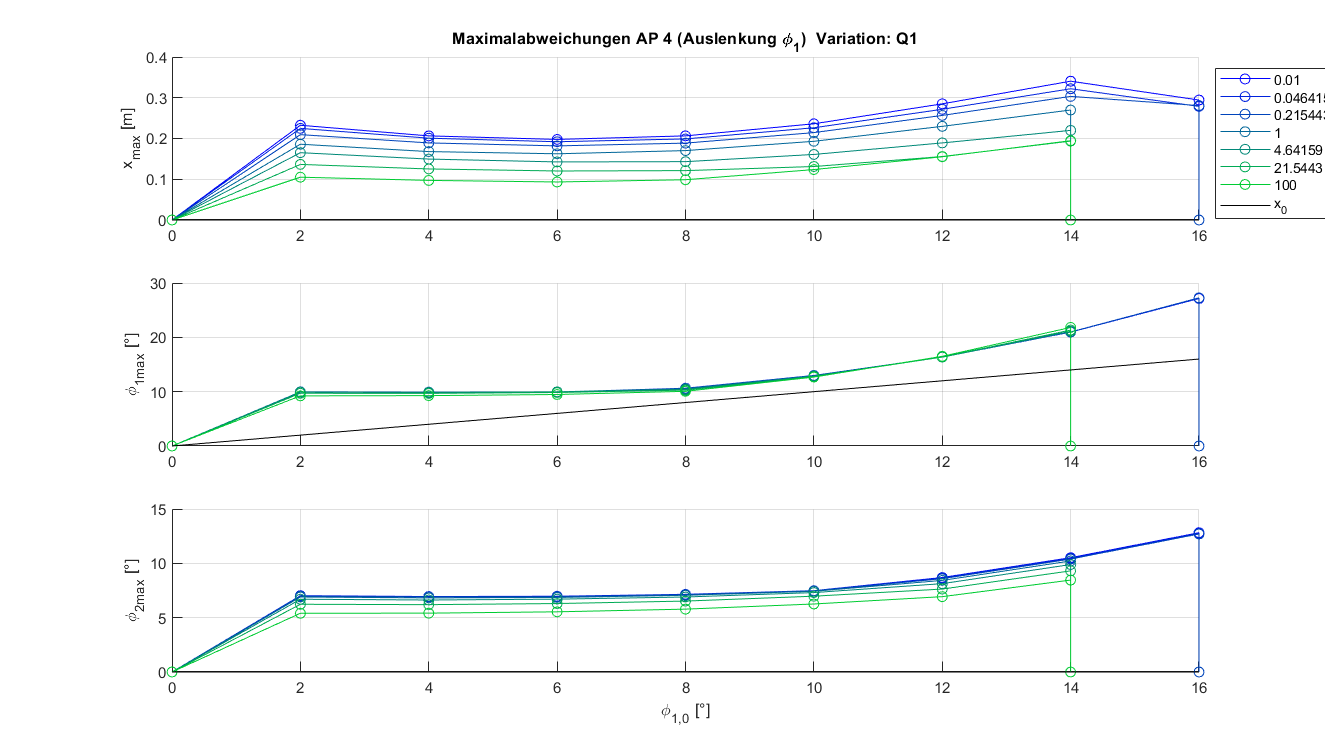 Maximalabweichungen AP 4 (Auslenkung ϕ₁) Variation: Q1
xmax [m]
0.4
0.3
0.2
0.1
0
0 2 4 6 8 10 12 14 16
0.01
0.046415
0.215443
1
4.64159
21.5443
100
x₀
ϕ1max [°]
30
20
10
0
0 2 4 6 8 10 12 14 16
ϕ2max [°]
15
10
5
0
0 2 4 6 8 10 12 14 16
ϕ1,0 [°]